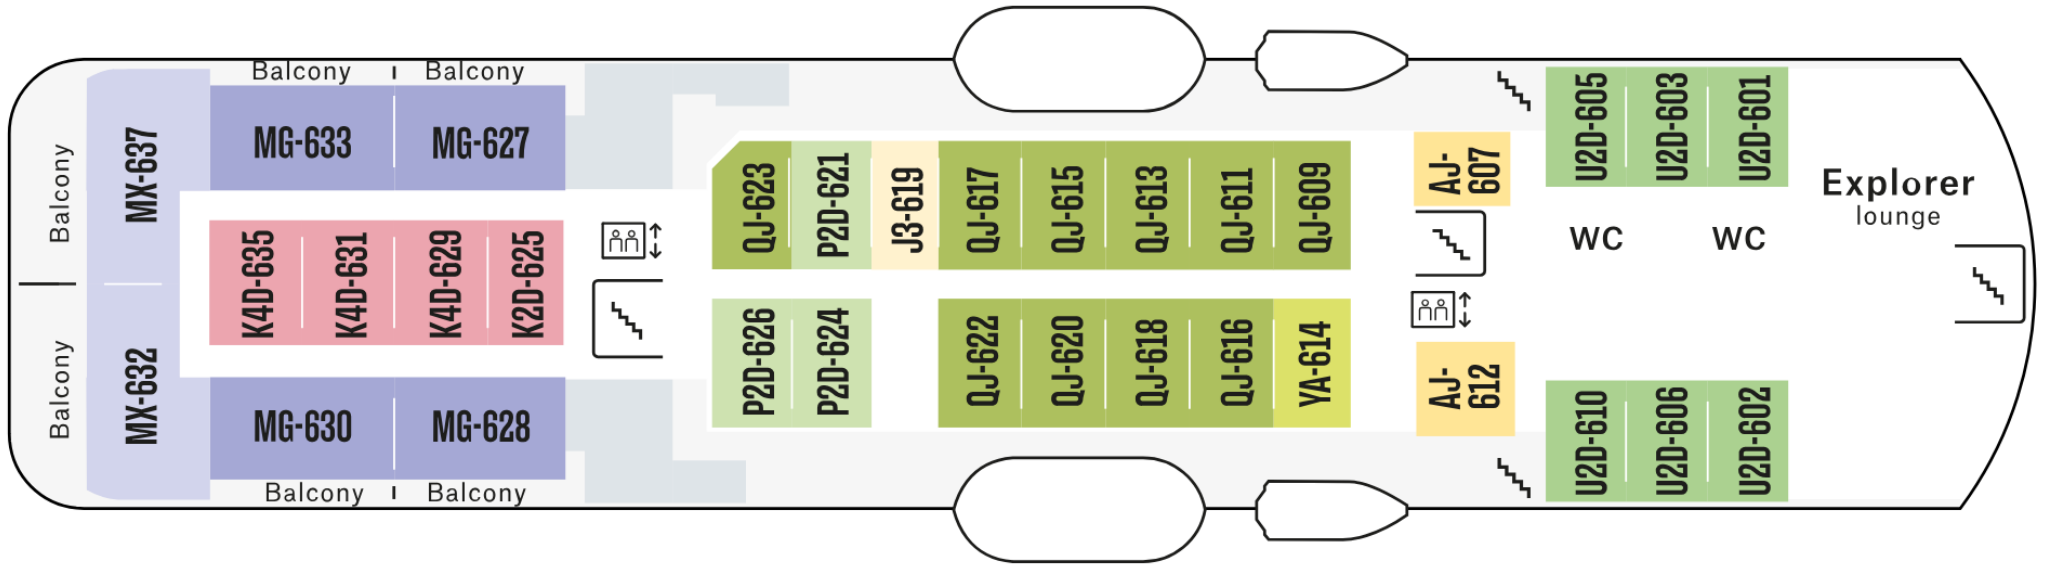 Balcony
Balcony
MX-637
MX-632
Balcony
Balcony
MG-633
MG-627
K4D-635
K4D-631
K4D-629
K2D-625
MG-630
MG-628
Balcony
Balcony
QJ-623
P2D-621
J3-619
QJ-617
QJ-615
QJ-613
QJ-611
QJ-609
P2D-626
P2D-624
QJ-622
QJ-620
QJ-618
QJ-616
YA-614
AJ-
607
AJ-
612
U2D-605
U2D-603
U2D-601
WC
WC
U2D-610
U2D-606
U2D-602
Explorer
lounge